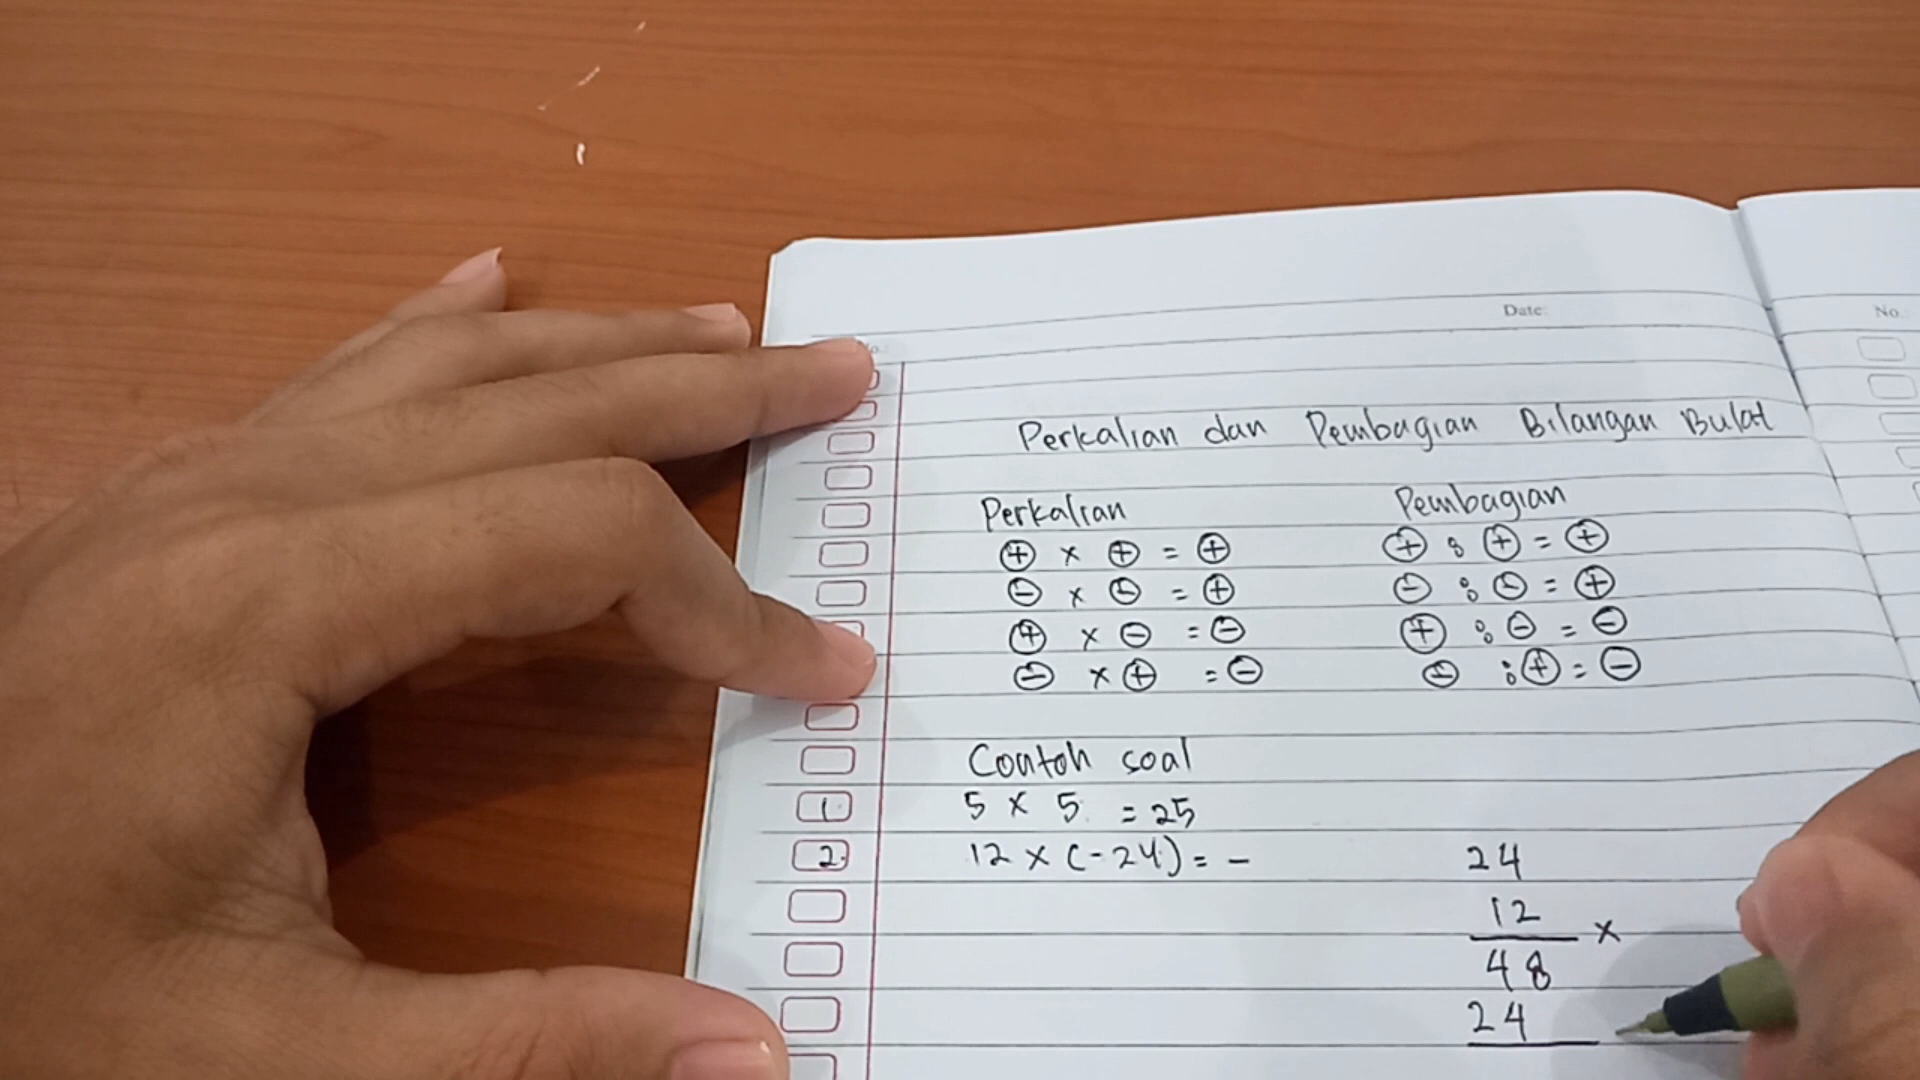 Date:
No.
No.:
Perkalian dan Pembagian Bilangan Bulat
Perkalian
⊕ x ⊕ = ⊕
⊖ x ⊖ = ⊕
⊕ x ⊖ = ⊖
⊖ x ⊕ = ⊖
Pembagian
⊕ : ⊕ = ⊕
⊖ : ⊖ = ⊕
⊕ : ⊖ = ⊖
⊖ : ⊕ = ⊖
Contoh soal
1. 5 x 5 = 25
2. 12 x (-24) = -
24
12 x
48
24